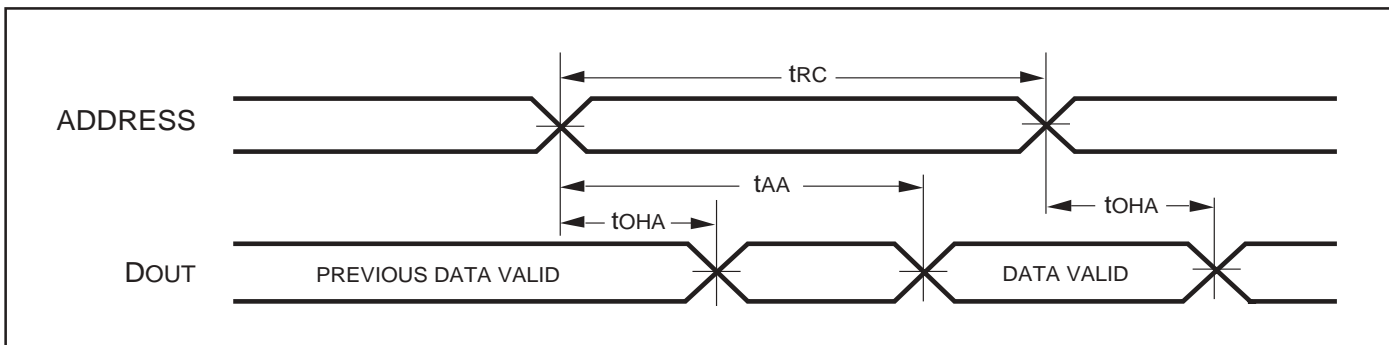 tRC
ADDRESS
tAA
tOHA
tOHA
DOUT
PREVIOUS DATA VALID
DATA VALID